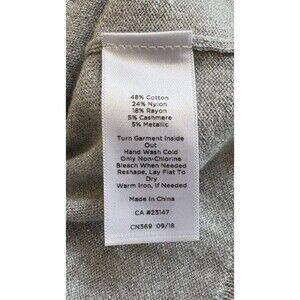 48% Cotton
24% Nylon
18% Rayon
5% Cashmere
5% Metallic
Turn Garment Inside
Out
Hand Wash Cold
Only Non-Chlorine
Bleach When Needed
Reshape, Lay Flat To
Dry
Warm Iron, If Needed
Made In China
CA #23147
CN369 09/18